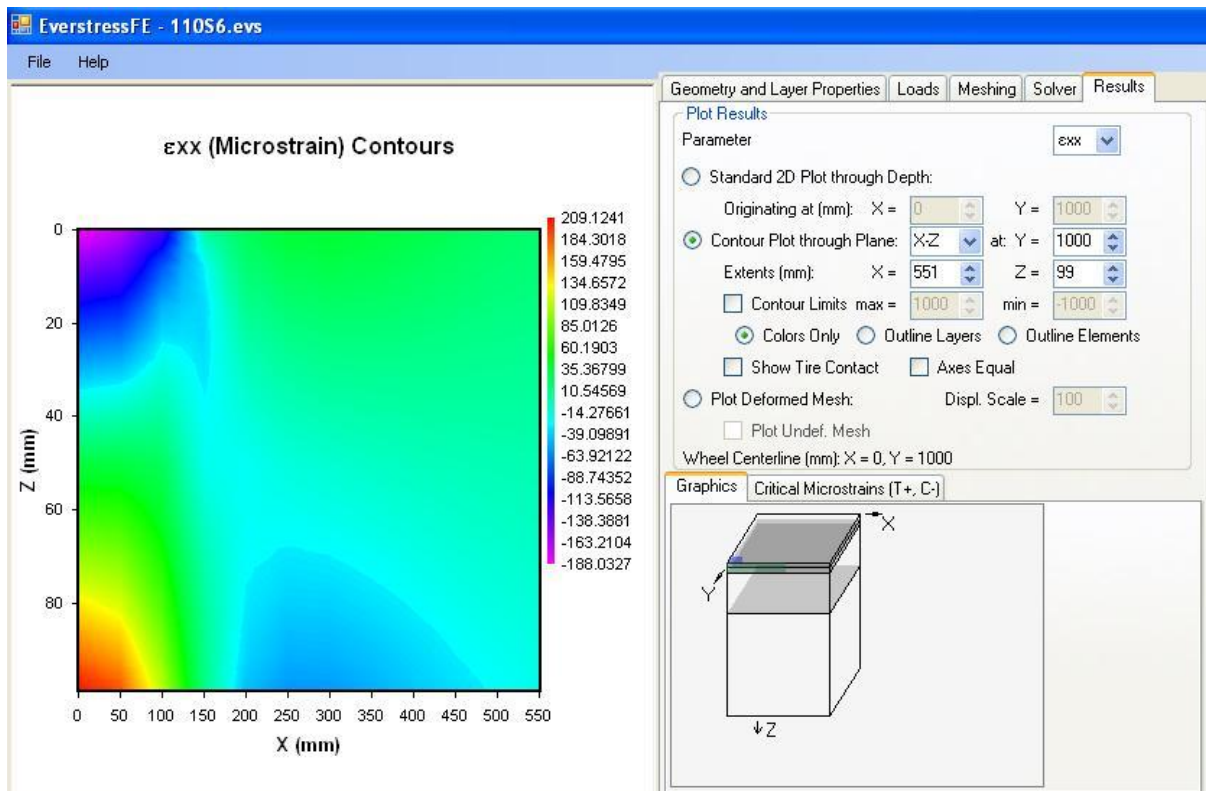 EverstressFE - 110S6.evs
File Help
εxx (Microstrain) Contours
0
20
40
60
80
Z (mm)
0 50 100 150 200 250 300 350 400 450 500 550
X (mm)
209.1241
184.3018
159.4795
134.6572
109.8349
85.0126
60.1903
35.36799
10.54569
-14.27661
-39.09891
-63.92122
-88.74352
-113.5658
-138.3881
-163.2104
-188.0327
Geometry and Layer Properties Loads Meshing Solver Results
Plot Results
Parameter εxx
Standard 2D Plot through Depth:
Originating at (mm): X = 0 Y = 1000
Contour Plot through Plane: X-Z at: Y = 1000
Extents (mm): X = 551 Z = 99
Contour Limits max = 1000 min = -1000
Colors Only Outline Layers Outline Elements
Show Tire Contact Axes Equal
Plot Deformed Mesh: Displ. Scale = 100
Plot Undef. Mesh
Wheel Centerline (mm): X = 0, Y = 1000
Graphics Critical Microstrains (T+, C-)
X
Y
Z